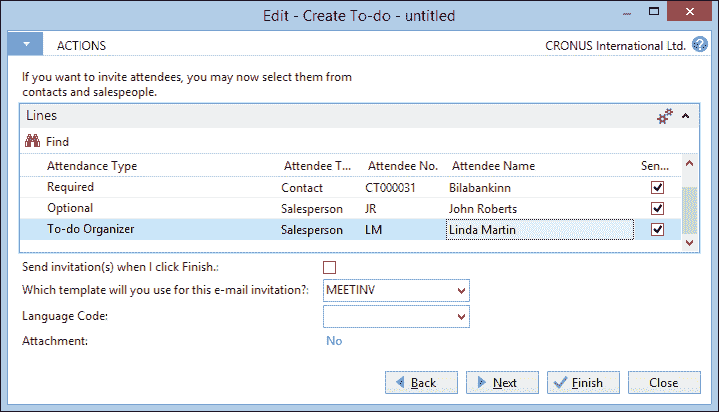 Edit - Create To-do - untitled
ACTIONS CRONUS International Ltd. ?
If you want to invite attendees, you may now select them from
contacts and salespeople.
Lines
Find
Attendance Type Attendee T... Attendee No. Attendee Name Sen...
Required Contact CT000031 Bilabankinn
Optional Salesperson JR John Roberts
To-do Organizer Salesperson LM Linda Martin
Send invitation(s) when I click Finish.:
Which template will you use for this e-mail invitation?: MEETINV
Language Code:
Attachment: No
Back Next Finish Close